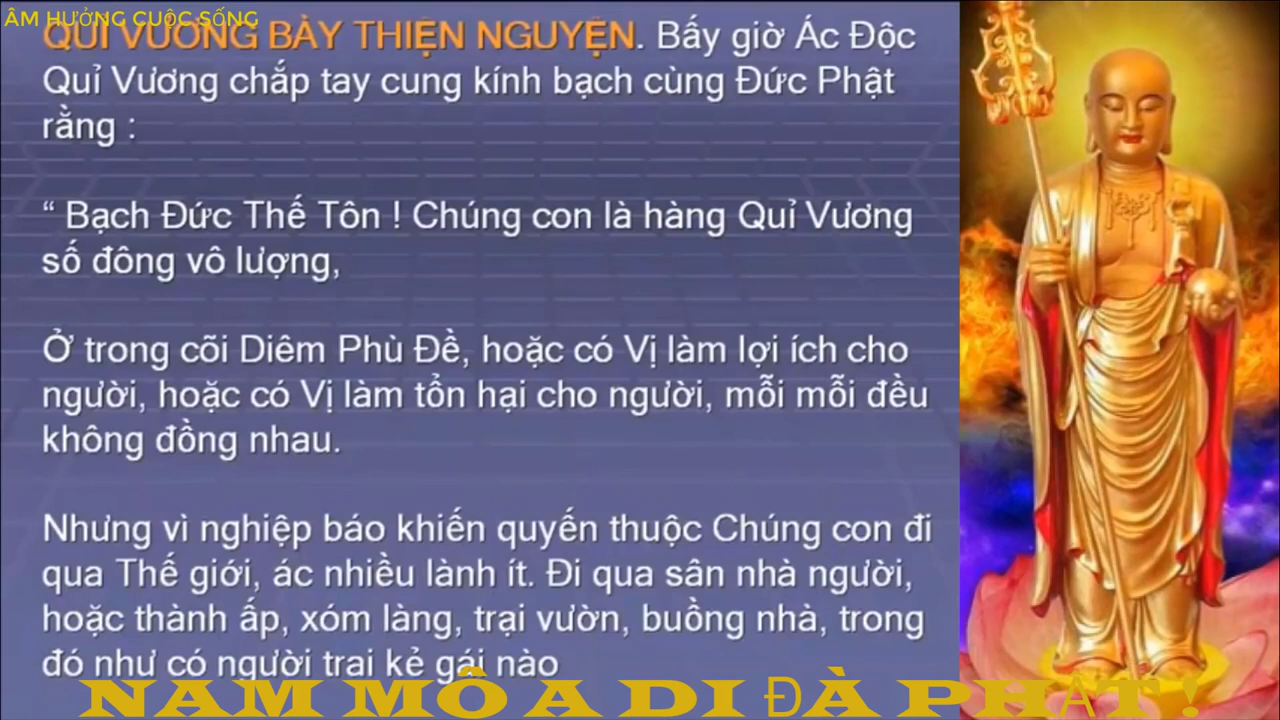 ÂM HƯỞNG CUỘC SỐNG
QUỈ VƯƠNG BÀY THIỆN NGUYỆN. Bấy giờ Ác Độc
Quỉ Vương chắp tay cung kính bạch cùng Đức Phật
rằng :
“ Bạch Đức Thế Tôn ! Chúng con là hàng Quỉ Vương
số đông vô lượng,
Ở trong cõi Diêm Phù Đề, hoặc có Vị làm lợi ích cho
người, hoặc có Vị làm tổn hại cho người, mỗi mỗi đều
không đồng nhau.
Nhưng vì nghiệp báo khiến quyến thuộc Chúng con đi
qua Thế giới, ác nhiều lành ít. Đi qua sân nhà người,
hoặc thành ấp, xóm làng, trại vườn, buồng nhà, trong
đó như có người trai kẻ gái nào
NAM MÔ A DI ĐÀ PHẬT !